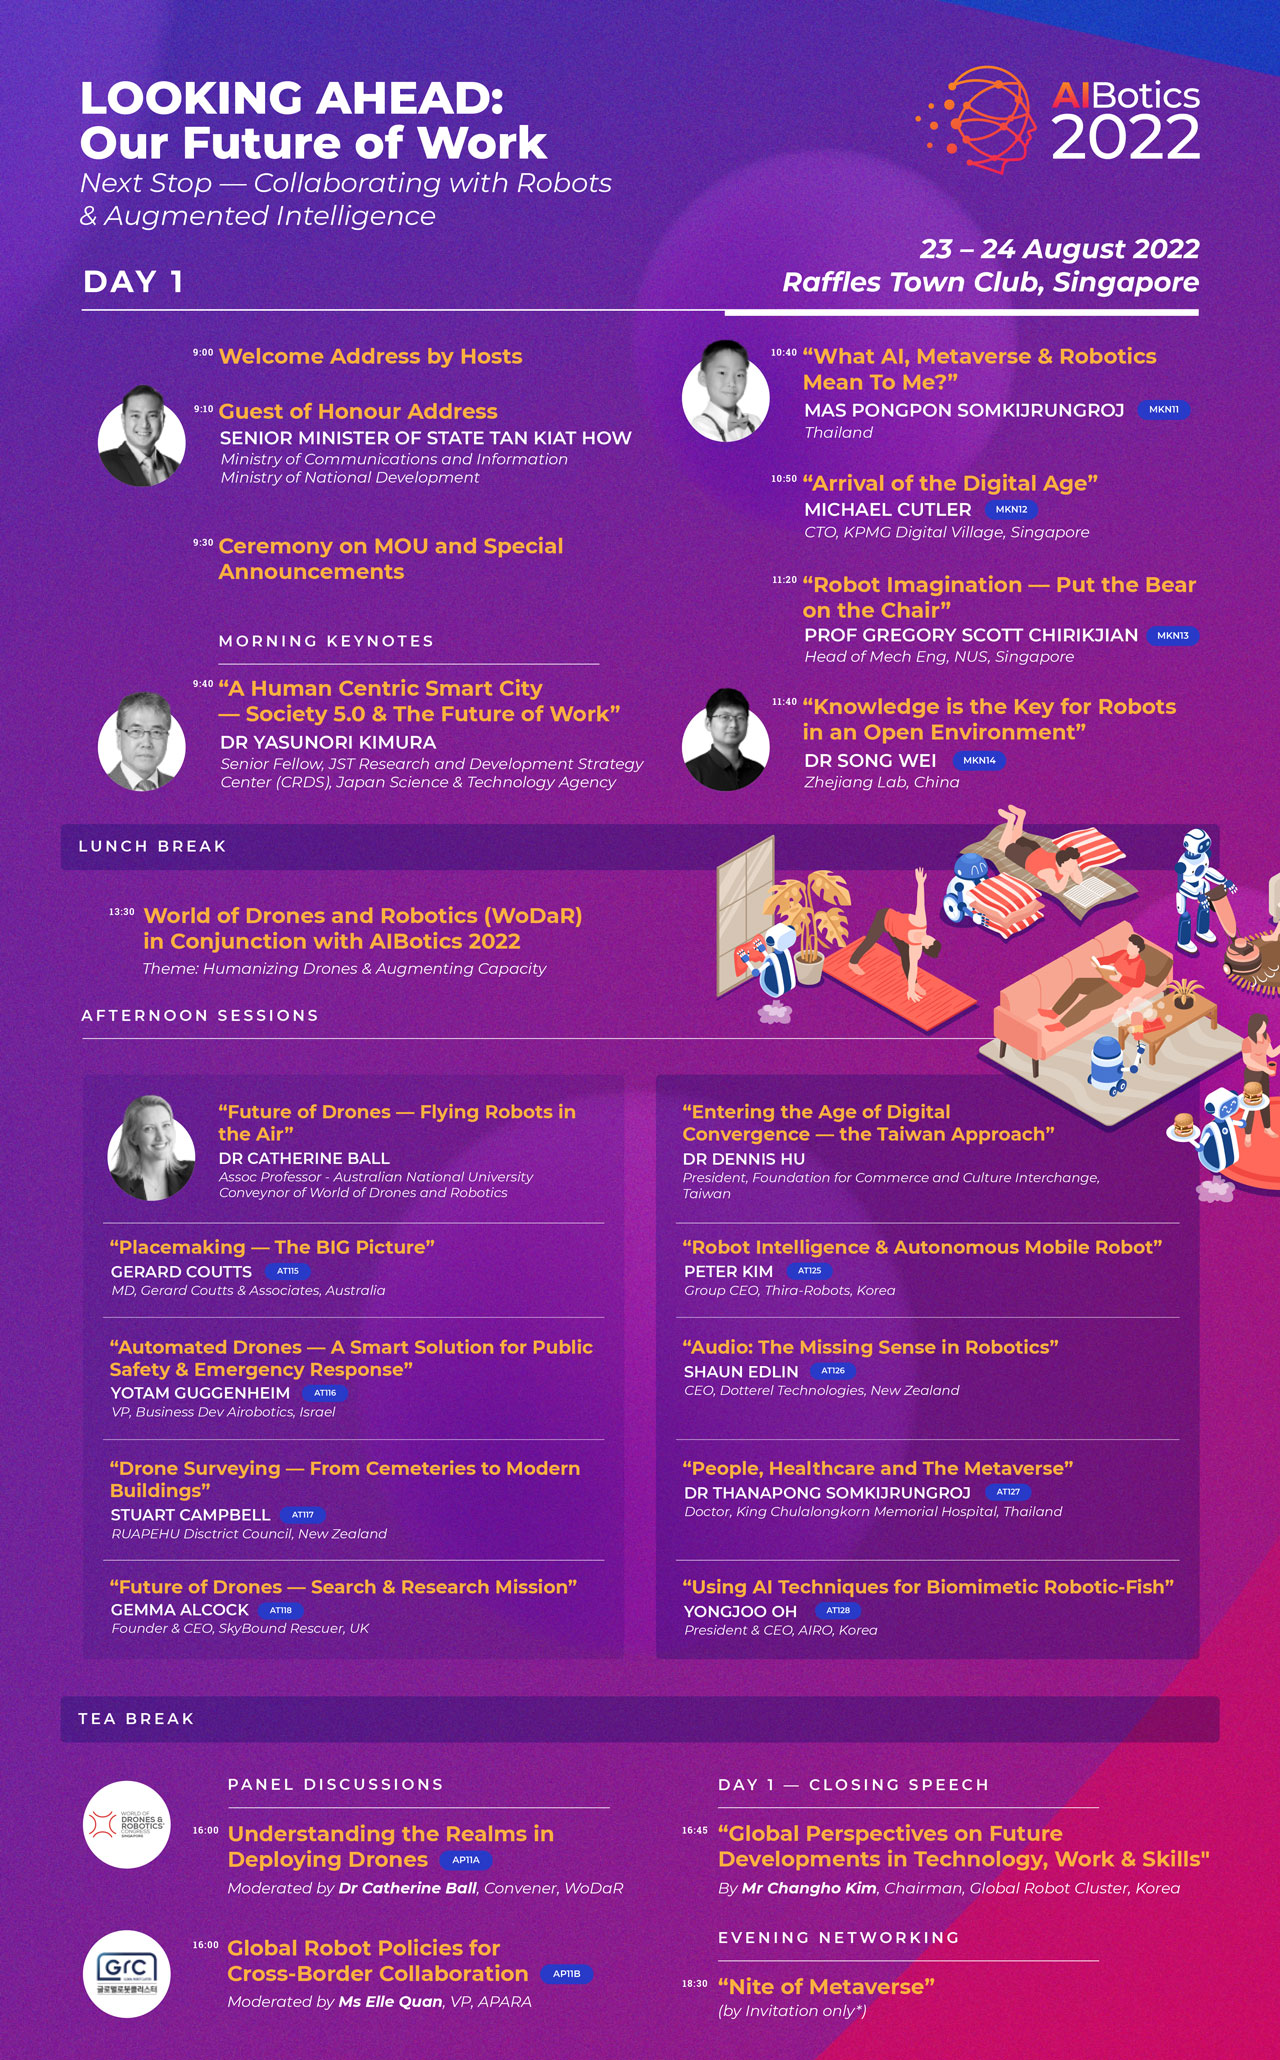 LOOKING AHEAD:
Our Future of Work
Next Stop — Collaborating with Robots
& Augmented Intelligence
AIBotics
2022
23 – 24 August 2022
Raffles Town Club, Singapore
DAY 1
9:00 Welcome Address by Hosts
9:10 Guest of Honour Address
SENIOR MINISTER OF STATE TAN KIAT HOW
Ministry of Communications and Information
Ministry of National Development
9:30 Ceremony on MOU and Special
Announcements
MORNING KEYNOTES
9:40 “A Human Centric Smart City
— Society 5.0 & The Future of Work”
DR YASUNORI KIMURA
Senior Fellow, JST Research and Development Strategy
Center (CRDS), Japan Science & Technology Agency
10:40 “What AI, Metaverse & Robotics
Mean To Me?”
MAS PONGPON SOMKIJRUNGROJ MKN11
Thailand
10:50 “Arrival of the Digital Age”
MICHAEL CUTLER MKN12
CTO, KPMG Digital Village, Singapore
11:20 “Robot Imagination — Put the Bear
on the Chair”
PROF GREGORY SCOTT CHIRIKJIAN MKN13
Head of Mech Eng, NUS, Singapore
11:40 “Knowledge is the Key for Robots
in an Open Environment”
DR SONG WEI MKN14
Zhejiang Lab, China
LUNCH BREAK
13:30 World of Drones and Robotics (WoDaR)
in Conjunction with AIBotics 2022
Theme: Humanizing Drones & Augmenting Capacity
AFTERNOON SESSIONS
“Future of Drones — Flying Robots in
the Air”
DR CATHERINE BALL
Assoc Professor - Australian National University
Conveynor of World of Drones and Robotics
“Placemaking — The BIG Picture”
GERARD COUTTS AT115
MD, Gerard Coutts & Associates, Australia
“Automated Drones — A Smart Solution for Public
Safety & Emergency Response”
YOTAM GUGGENHEIM AT116
VP, Business Dev Airobotics, Israel
“Drone Surveying — From Cemeteries to Modern
Buildings”
STUART CAMPBELL AT117
RUAPEHU Disctrict Council, New Zealand
“Future of Drones — Search & Research Mission”
GEMMA ALCOCK AT118
Founder & CEO, SkyBound Rescuer, UK
“Entering the Age of Digital
Convergence — the Taiwan Approach”
DR DENNIS HU
President, Foundation for Commerce and Culture Interchange,
Taiwan
“Robot Intelligence & Autonomous Mobile Robot”
PETER KIM AT125
Group CEO, Thira-Robots, Korea
“Audio: The Missing Sense in Robotics”
SHAUN EDLIN AT126
CEO, Dotterel Technologies, New Zealand
“People, Healthcare and The Metaverse”
DR THANAPONG SOMKIJRUNGROJ AT127
Doctor, King Chulalongkorn Memorial Hospital, Thailand
“Using AI Techniques for Biomimetic Robotic-Fish”
YONGJOO OH AT128
President & CEO, AIRO, Korea
TEA BREAK
PANEL DISCUSSIONS
WORLD OF
DRONES &
ROBOTICS
CONGRESS
SINGAPORE
16:00 Understanding the Realms in
Deploying Drones AP11A
Moderated by Dr Catherine Ball, Convener, WoDaR
GrC
글로벌로봇클러스터
16:00 Global Robot Policies for
Cross-Border Collaboration AP11B
Moderated by Ms Elle Quan, VP, APARA
DAY 1 — CLOSING SPEECH
16:45 “Global Perspectives on Future
Developments in Technology, Work & Skills"
By Mr Changho Kim, Chairman, Global Robot Cluster, Korea
EVENING NETWORKING
18:30 “Nite of Metaverse”
(by Invitation only*)